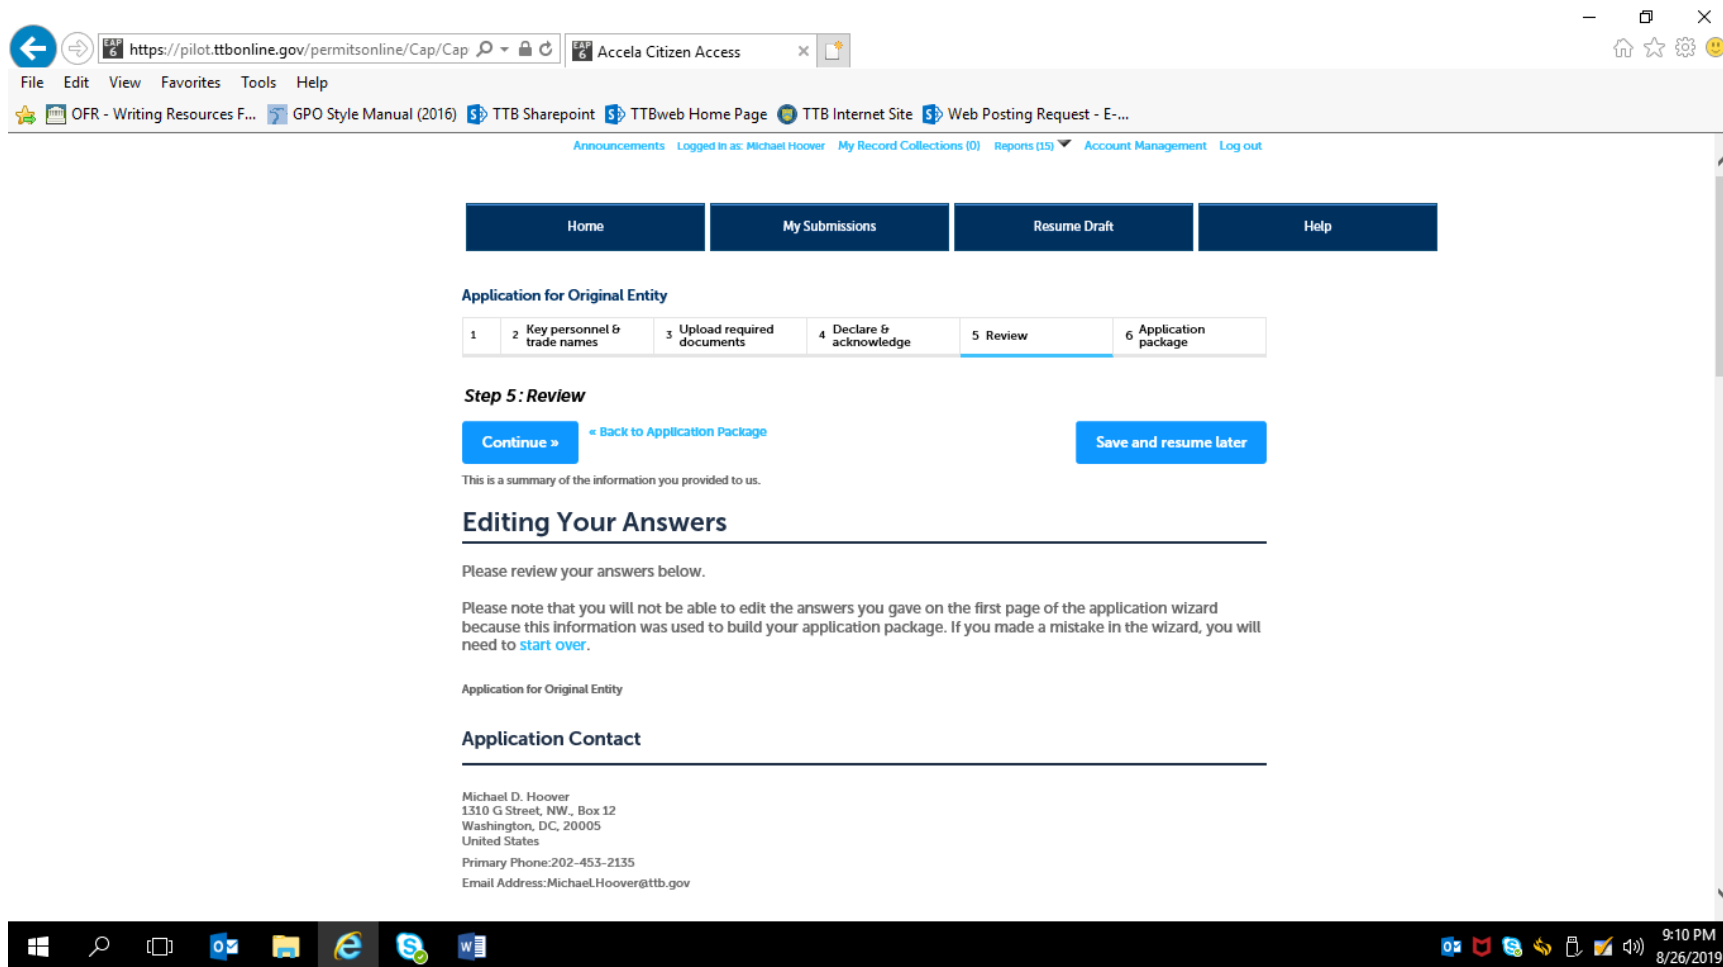 https://pilot.ttbonline.gov/permitsonline/Cap/Cap
Accela Citizen Access
File Edit View Favorites Tools Help
OFR - Writing Resources F... GPO Style Manual (2016) TTB Sharepoint TTBweb Home Page TTB Internet Site Web Posting Request - E-...
Announcements Logged in as: Michael Hoover My Record Collections (0) Reports (15) Account Management Log out
Home My Submissions Resume Draft Help
Application for Original Entity
1 2 Key personnel & trade names 3 Upload required documents 4 Declare & acknowledge 5 Review 6 Application package
Step 5: Review
Continue » « Back to Application Package Save and resume later
This is a summary of the information you provided to us.
Editing Your Answers
Please review your answers below.
Please note that you will not be able to edit the answers you gave on the first page of the application wizard
because this information was used to build your application package. If you made a mistake in the wizard, you will
need to start over.
Application for Original Entity
Application Contact
Michael D. Hoover
1310 G Street, NW., Box 12
Washington, DC, 20005
United States
Primary Phone:202-453-2135
Email Address:Michael.Hoover@ttb.gov
9:10 PM
8/26/2019